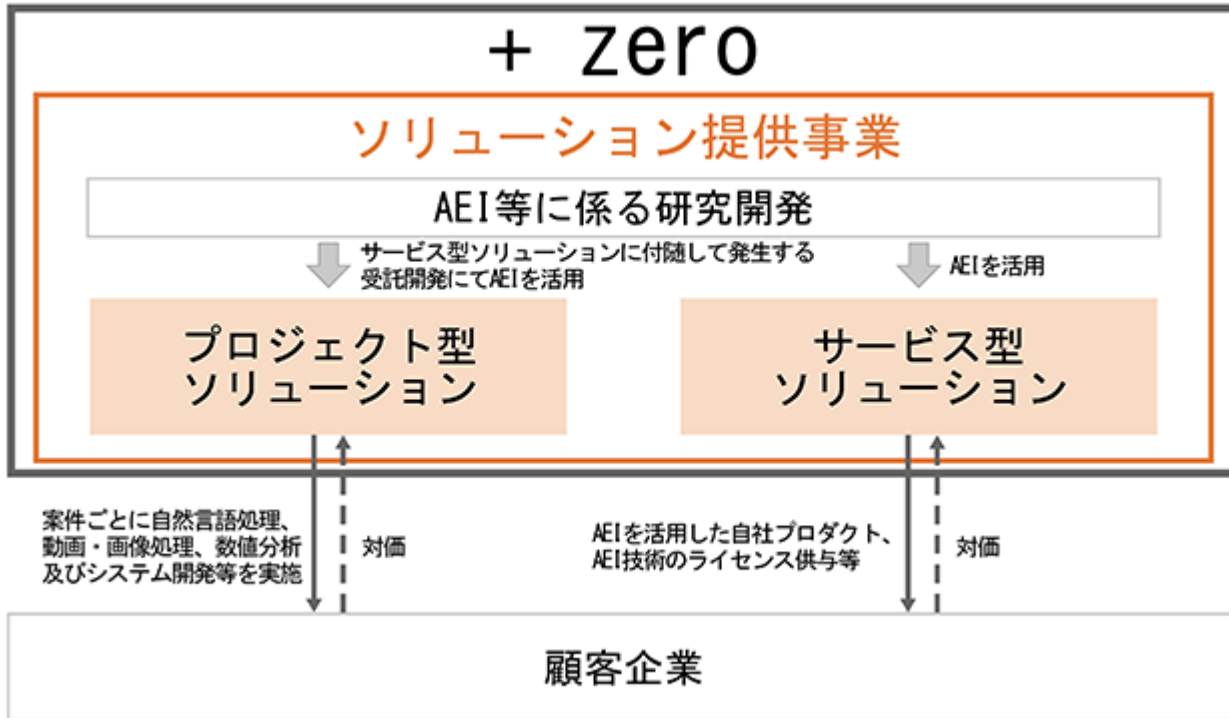 + zero
ソリューション提供事業
AEI等に係る研究開発
サービス型ソリューションに付随して発生する
受託開発にてAEIを活用
AEIを活用
プロジェクト型
ソリューション
サービス型
ソリューション
案件ごとに自然言語処理、
動画・画像処理、数値分析
及びシステム開発等を実施
対価
AEIを活用した自社プロダクト、
AEI技術のライセンス供与等
対価
顧客企業